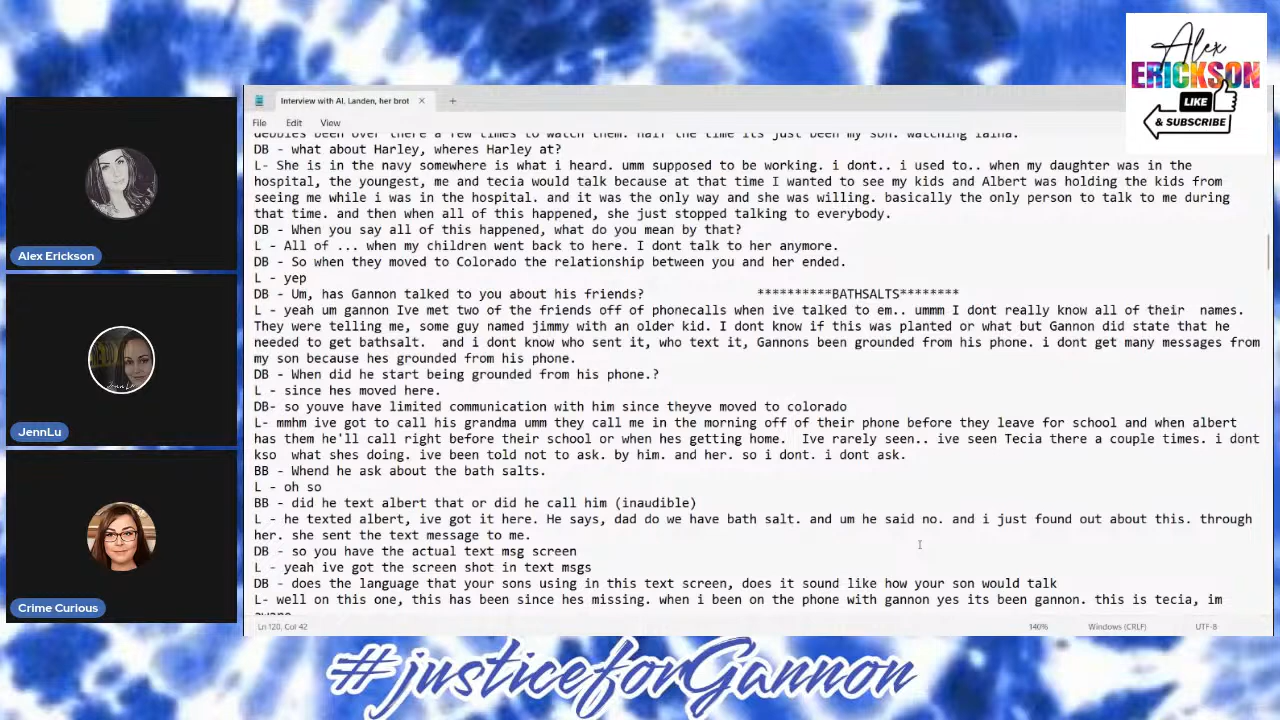 Alex
ERICKSON
LIKE
& SUBSCRIBE
Alex Erickson
JennLu
Crime Curious
Interview with Al, Landen, her brot
File Edit View
debbies been over there a few times to watch them. half the time its just been my son. watching laina.
DB - what about Harley, wheres Harley at?
L- She is in the navy somewhere is what i heard. umm supposed to be working. i dont.. i used to.. when my daughter was in the
hospital, the youngest, me and tecia would talk because at that time I wanted to see my kids and Albert was holding the kids from
seeing me while i was in the hospital. and it was the only way and she was willing. basically the only person to talk to me during
that time. and then when all of this happened, she just stopped talking to everybody.
DB - When you say all of this happened, what do you mean by that?
L - All of ... when my children went back to here. I dont talk to her anymore.
DB - So when they moved to Colorado the relationship between you and her ended.
L - yep
DB - Um, has Gannon talked to you about his friends? **********BATHSALTS********
L - yeah um gannon Ive met two of the friends off of phonecalls when ive talked to em.. ummm I dont really know all of their names.
They were telling me, some guy named jimmy with an older kid. I dont know if this was planted or what but Gannon did state that he
needed to get bathsalt. and i dont know who sent it, who text it, Gannons been grounded from his phone. i dont get many messages from
my son because hes grounded from his phone.
DB - When did he start being grounded from his phone.?
L - since hes moved here.
DB- so youve have limited communication with him since theyve moved to colorado
L- mmhm ive got to call his grandma umm they call me in the morning off of their phone before they leave for school and when albert
has them he'll call right before their school or when hes getting home. Ive rarely seen.. ive seen Tecia there a couple times. i dont
kso what shes doing. ive been told not to ask. by him. and her. so i dont. i dont ask.
BB - Whend he ask about the bath salts.
L - oh so
BB - did he text albert that or did he call him (inaudible)
L - he texted albert, ive got it here. He says, dad do we have bath salt. and um he said no. and i just found out about this. through
her. she sent the text message to me.
DB - so you have the actual text msg screen
L - yeah ive got the screen shot in text msgs
DB - does the language that your sons using in this text screen, does it sound like how your son would talk
L- well on this one, this has been since hes missing. when i been on the phone with gannon yes its been gannon. this is tecia, im
Ln 120, Col 42 140% Windows (CRLF) UTF-8
#justiceforGannon